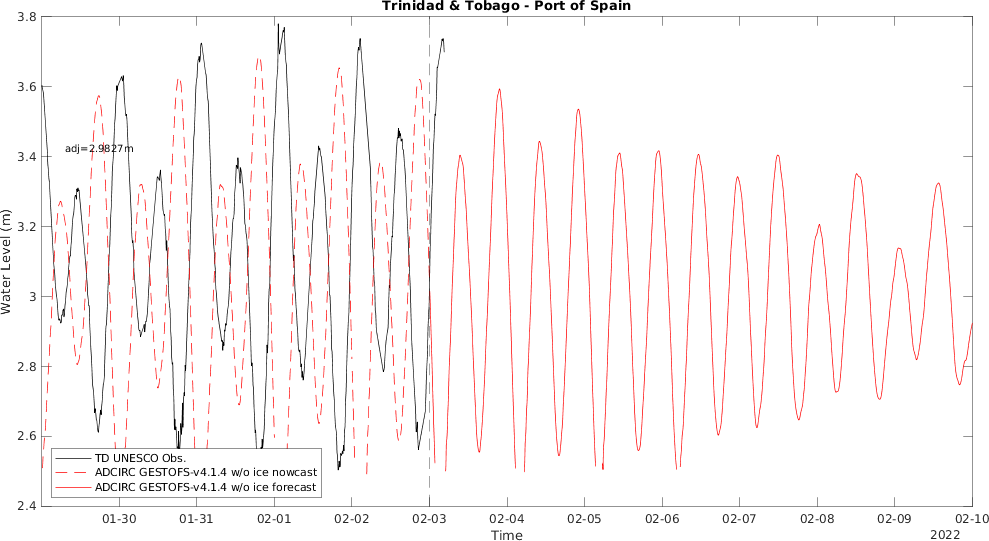 Trinidad & Tobago - Port of Spain
3.8
3.6
3.4
3.2
3
2.8
2.6
2.4
Water Level (m)
adj=2.9827m
TD UNESCO Obs.
ADCIRC GESTOFS-v4.1.4 w/o ice nowcast
ADCIRC GESTOFS-v4.1.4 w/o ice forecast
01-30 01-31 02-01 02-02 02-03 02-04 02-05 02-06 02-07 02-08 02-09 02-10
Time
2022